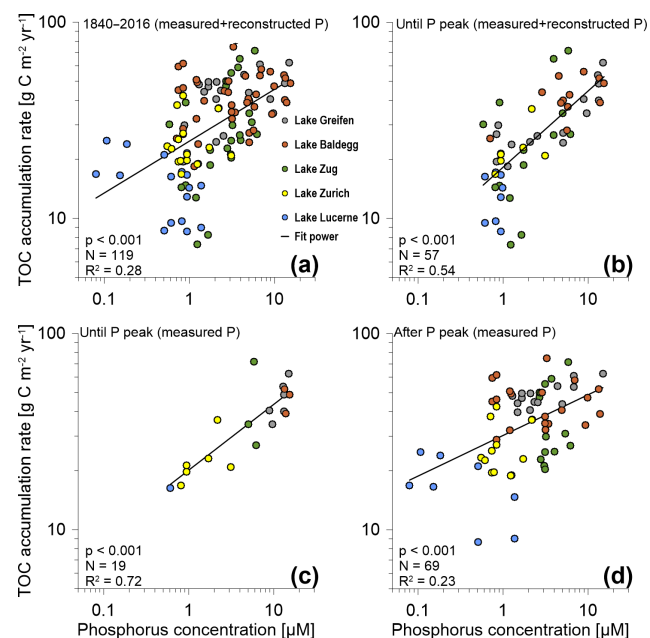 1840–2016 (measured+reconstructed P)
100
10
TOC accumulation rate [g C m⁻² yr⁻¹]
Lake Greifen
Lake Baldegg
Lake Zug
Lake Zurich
Lake Lucerne
Fit power
p < 0.001
N = 119
R² = 0.28
(a)
0.1 1 10
Until P peak (measured+reconstructed P)
100
10
p < 0.001
N = 57
R² = 0.54
(b)
0.1 1 10
Until P peak (measured P)
100
10
TOC accumulation rate [g C m⁻² yr⁻¹]
p < 0.001
N = 19
R² = 0.72
(c)
0.1 1 10
Phosphorus concentration [µM]
After P peak (measured P)
100
10
p < 0.001
N = 69
R² = 0.23
(d)
0.1 1 10
Phosphorus concentration [µM]